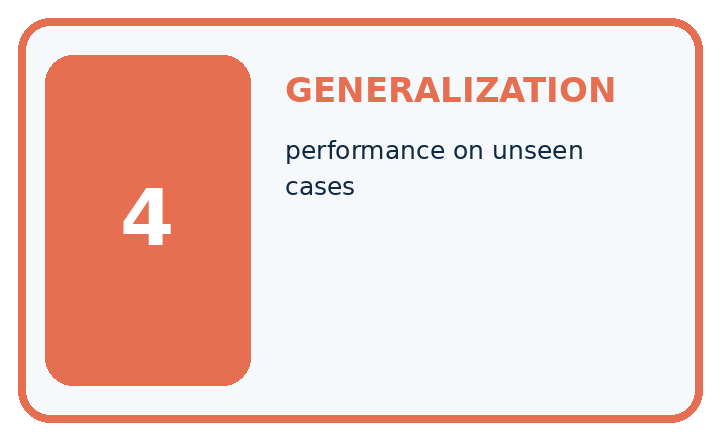 4
GENERALIZATION
performance on unseen
cases